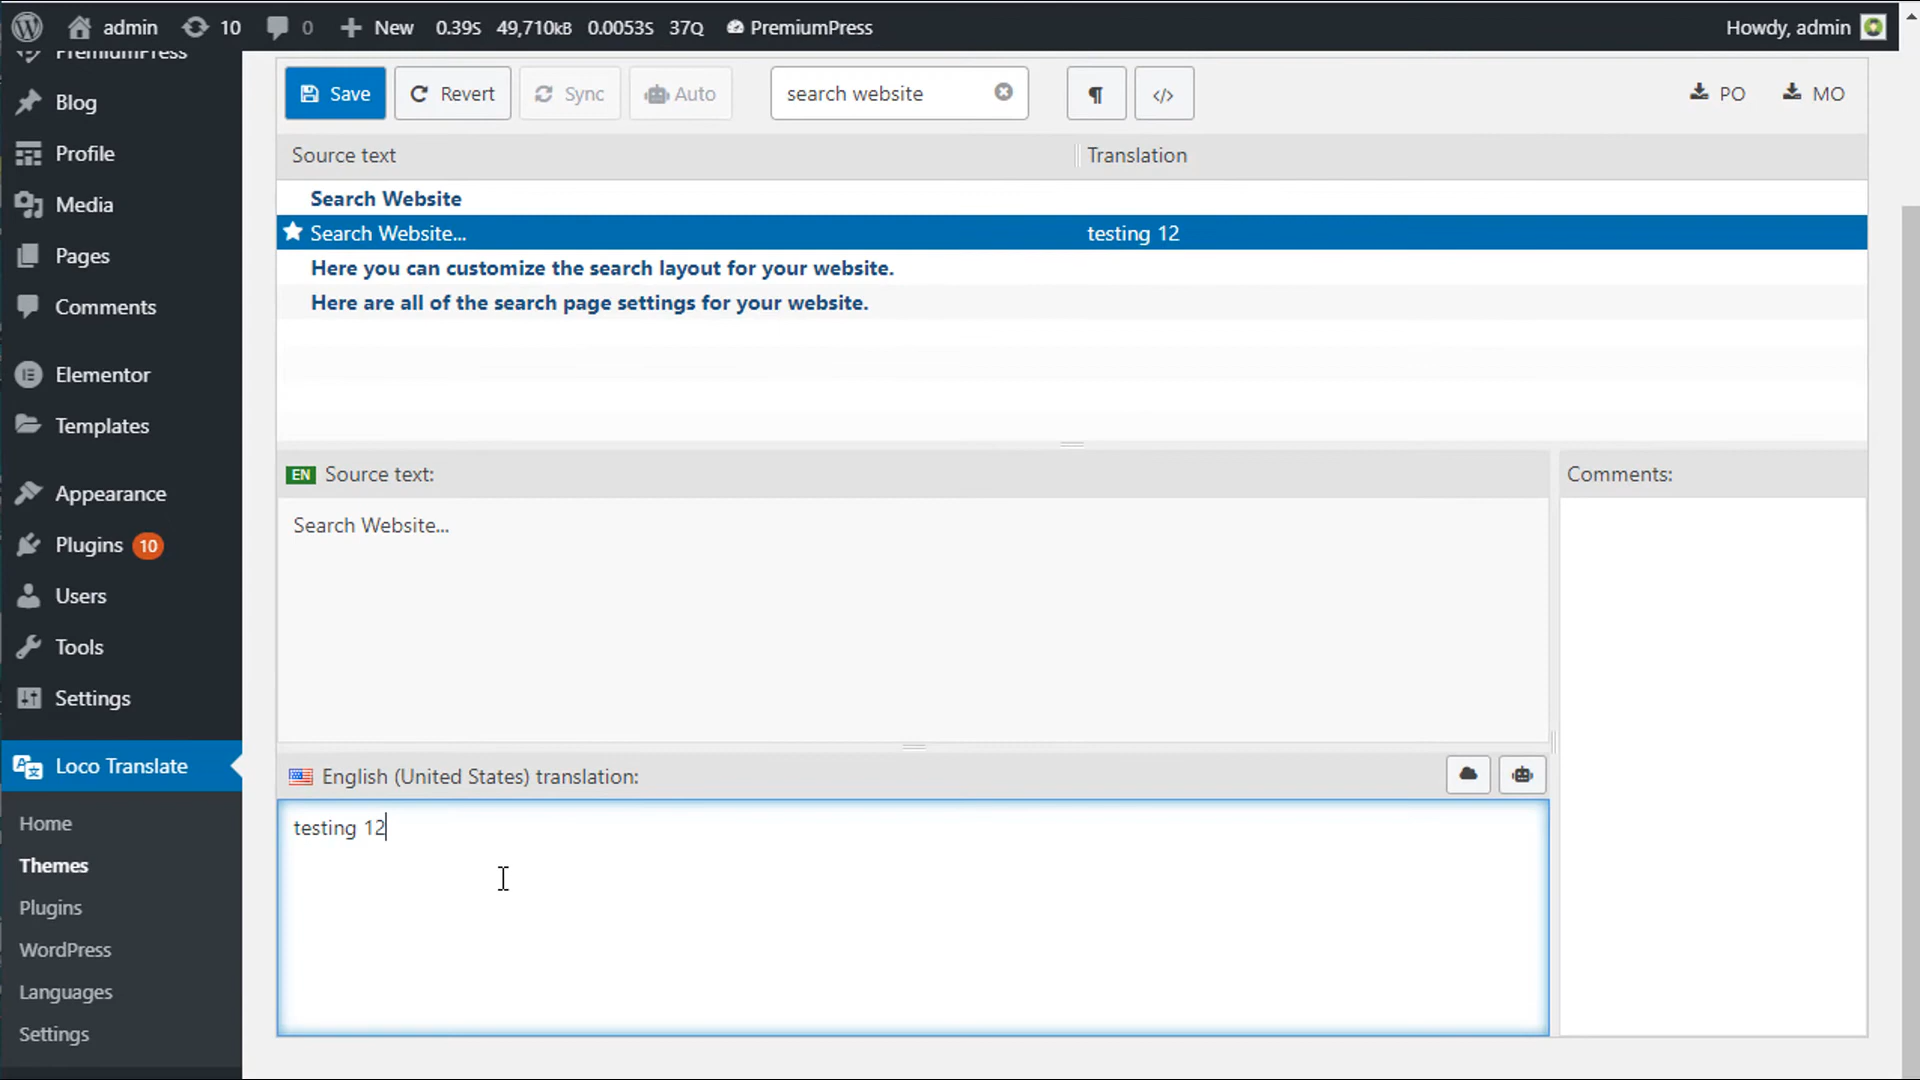 admin 10 0 New 0.39S 49,710kB 0.0053S 37Q PremiumPress Howdy, admin
PremiumPress
Blog
Profile
Media
Pages
Comments
Elementor
Templates
Appearance
Plugins 10
Users
Tools
Settings
Loco Translate
Home
Themes
Plugins
WordPress
Languages
Settings
Save Revert Sync Auto search website ¶ </> PO MO
Source text Translation
Search Website
Search Website... testing 12
Here you can customize the search layout for your website.
Here are all of the search page settings for your website.
EN Source text:
Search Website...
Comments:
English (United States) translation:
testing 12